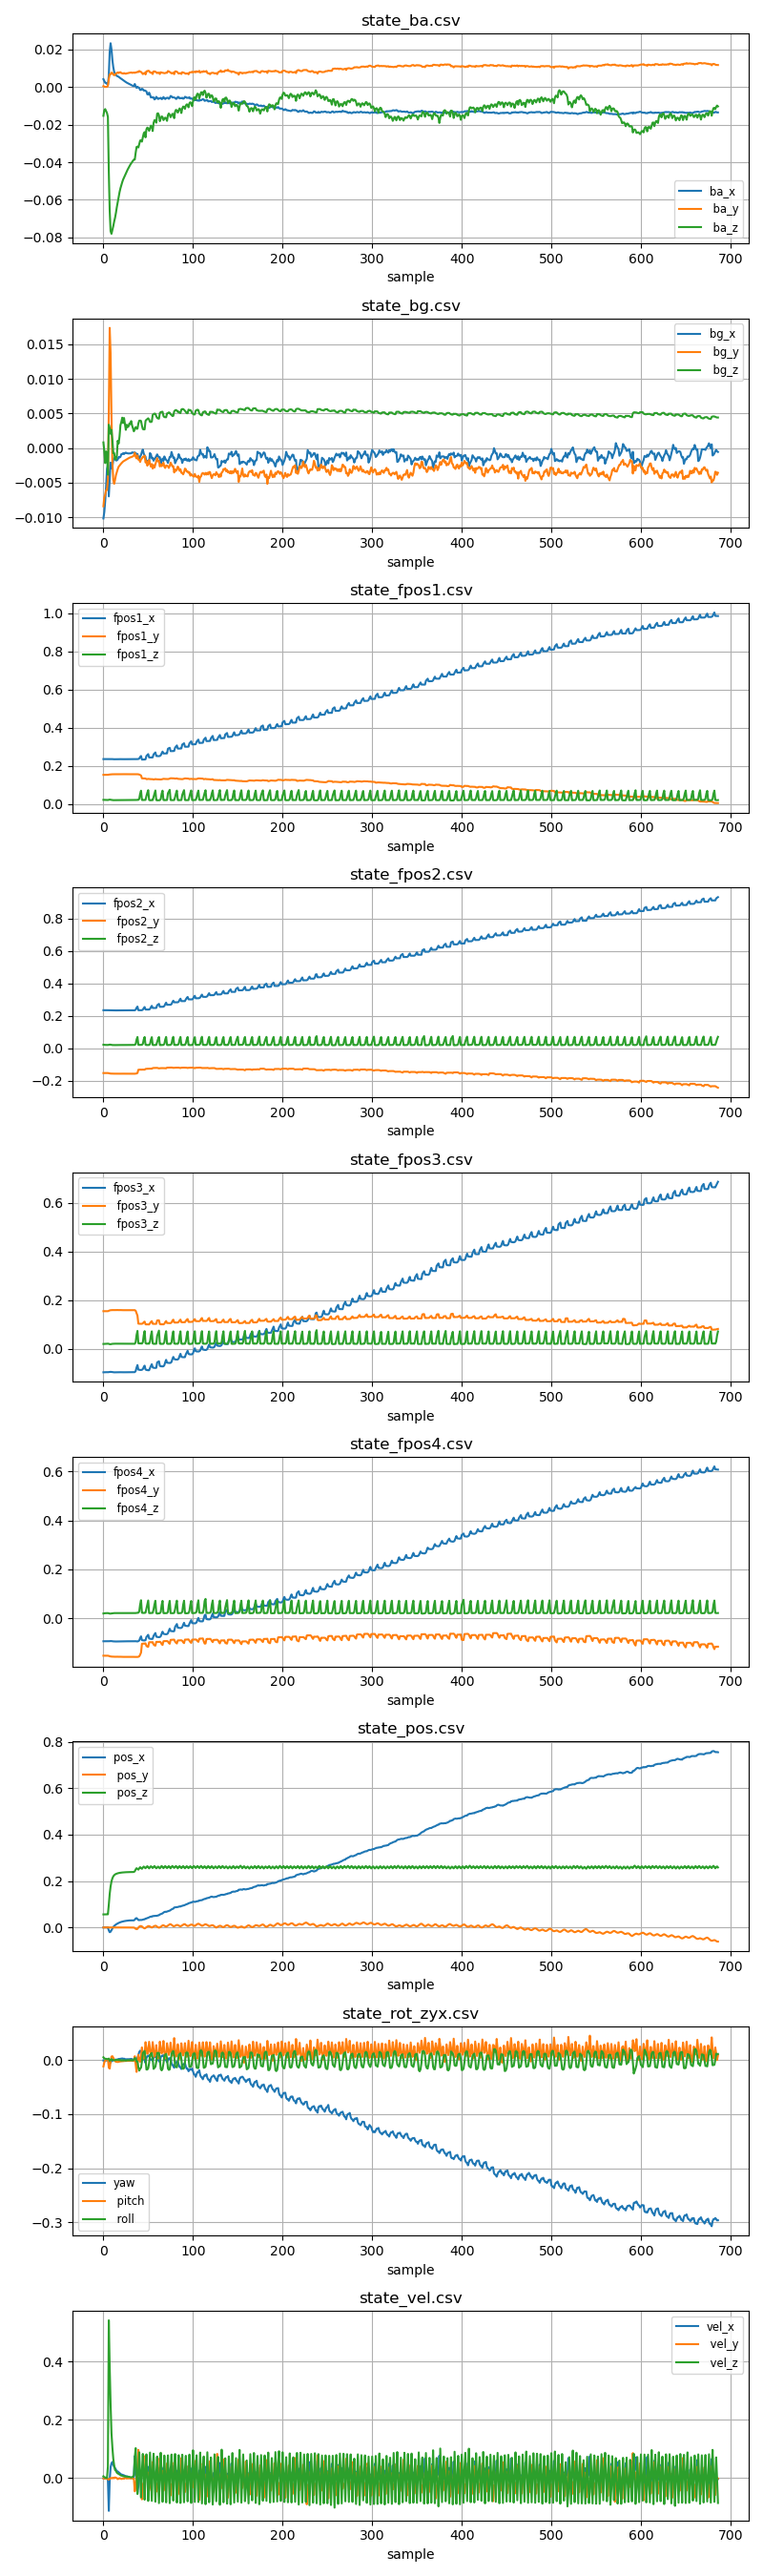 state_ba.csv
0.02
0.00
−0.02
−0.04
−0.06
−0.08
ba_x
ba_y
ba_z
0 100 200 300 400 500 600 700
sample
state_bg.csv
0.015
0.010
0.005
0.000
−0.005
−0.010
bg_x
bg_y
bg_z
0 100 200 300 400 500 600 700
sample
state_fpos1.csv
1.0
0.8
0.6
0.4
0.2
0.0
fpos1_x
fpos1_y
fpos1_z
0 100 200 300 400 500 600 700
sample
state_fpos2.csv
0.8
0.6
0.4
0.2
0.0
−0.2
fpos2_x
fpos2_y
fpos2_z
0 100 200 300 400 500 600 700
sample
state_fpos3.csv
0.6
0.4
0.2
0.0
fpos3_x
fpos3_y
fpos3_z
0 100 200 300 400 500 600 700
sample
state_fpos4.csv
0.6
0.4
0.2
0.0
fpos4_x
fpos4_y
fpos4_z
0 100 200 300 400 500 600 700
sample
state_pos.csv
0.8
0.6
0.4
0.2
0.0
pos_x
pos_y
pos_z
0 100 200 300 400 500 600 700
sample
state_rot_zyx.csv
0.0
−0.1
−0.2
−0.3
yaw
pitch
roll
0 100 200 300 400 500 600 700
sample
state_vel.csv
0.4
0.2
0.0
vel_x
vel_y
vel_z
0 100 200 300 400 500 600 700
sample